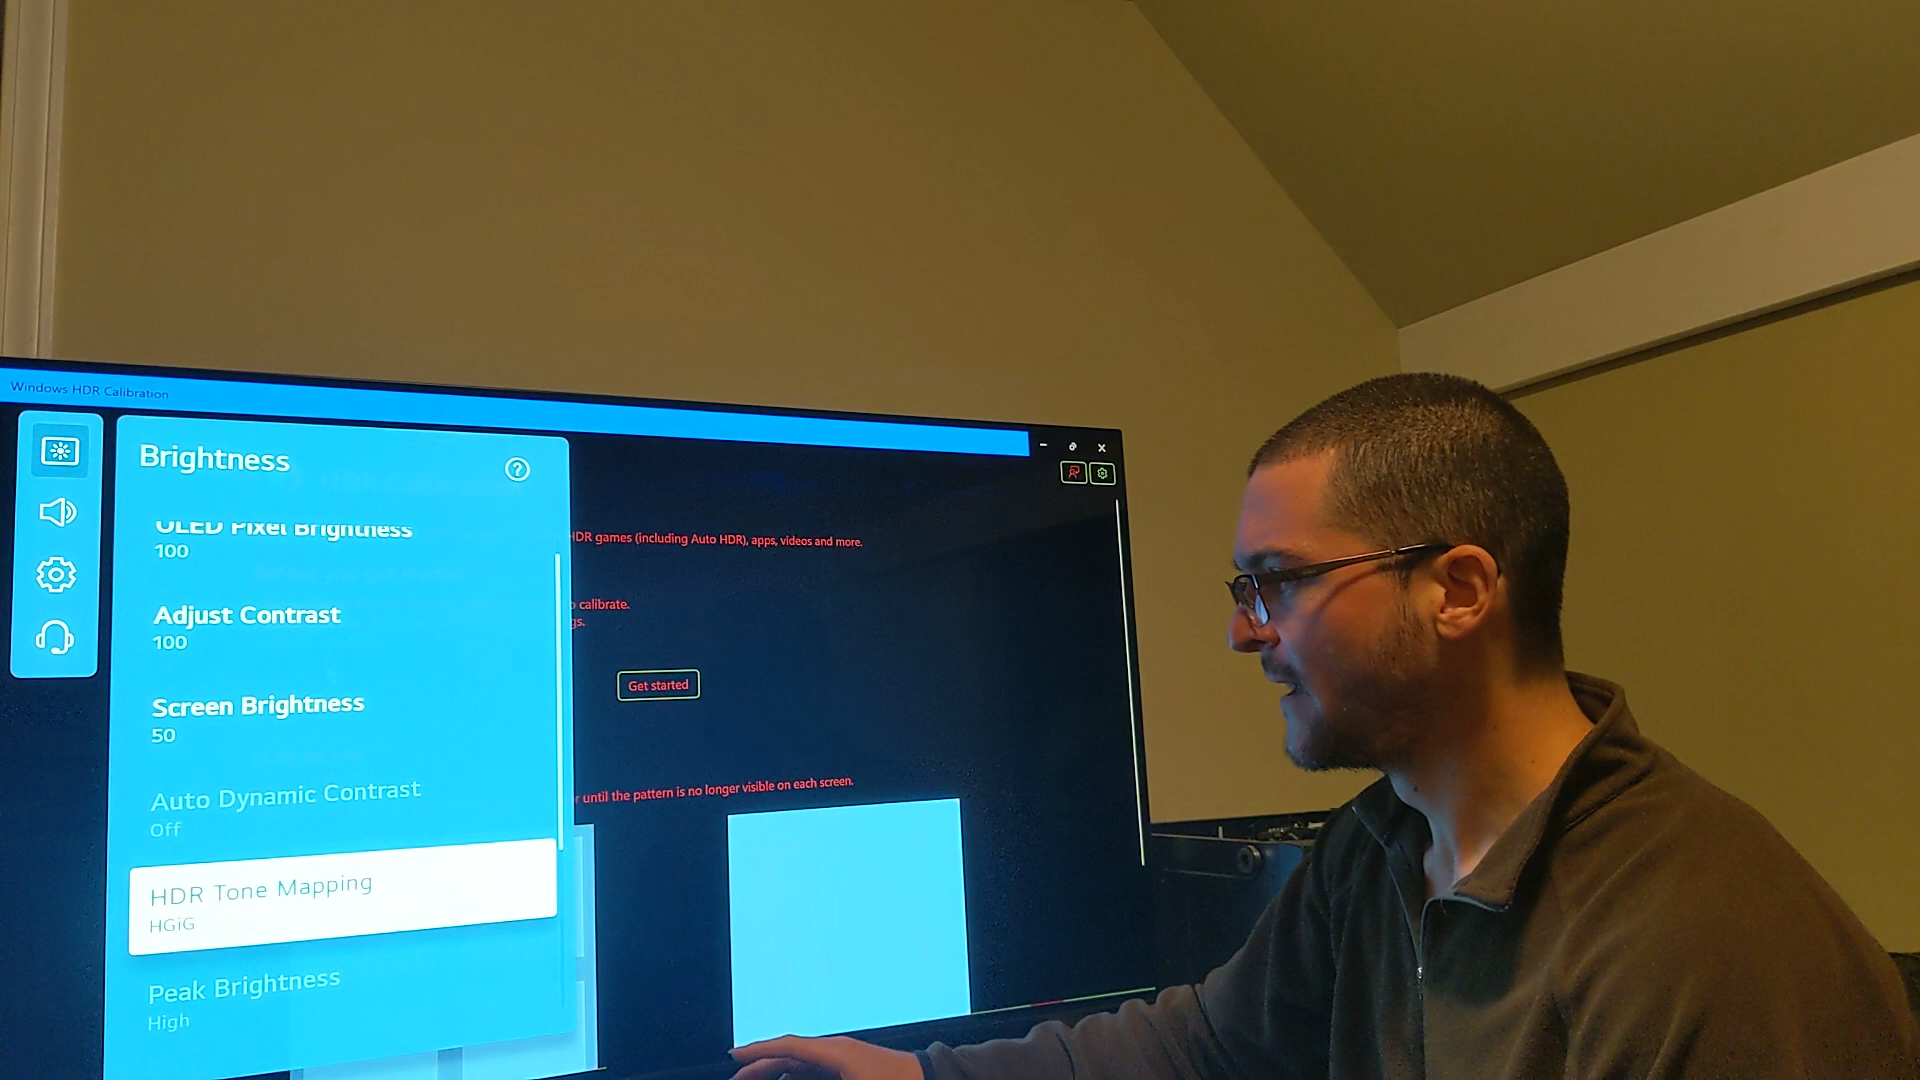 Windows HDR Calibration
Brightness
OLED Pixel Brightness
100
Adjust Contrast
100
Screen Brightness
50
Auto Dynamic Contrast
Off
HDR Tone Mapping
HGiG
Peak Brightness
High
HDR games (including Auto HDR), apps, videos and more.
calibrate.
Get started
until the pattern is no longer visible on each screen.